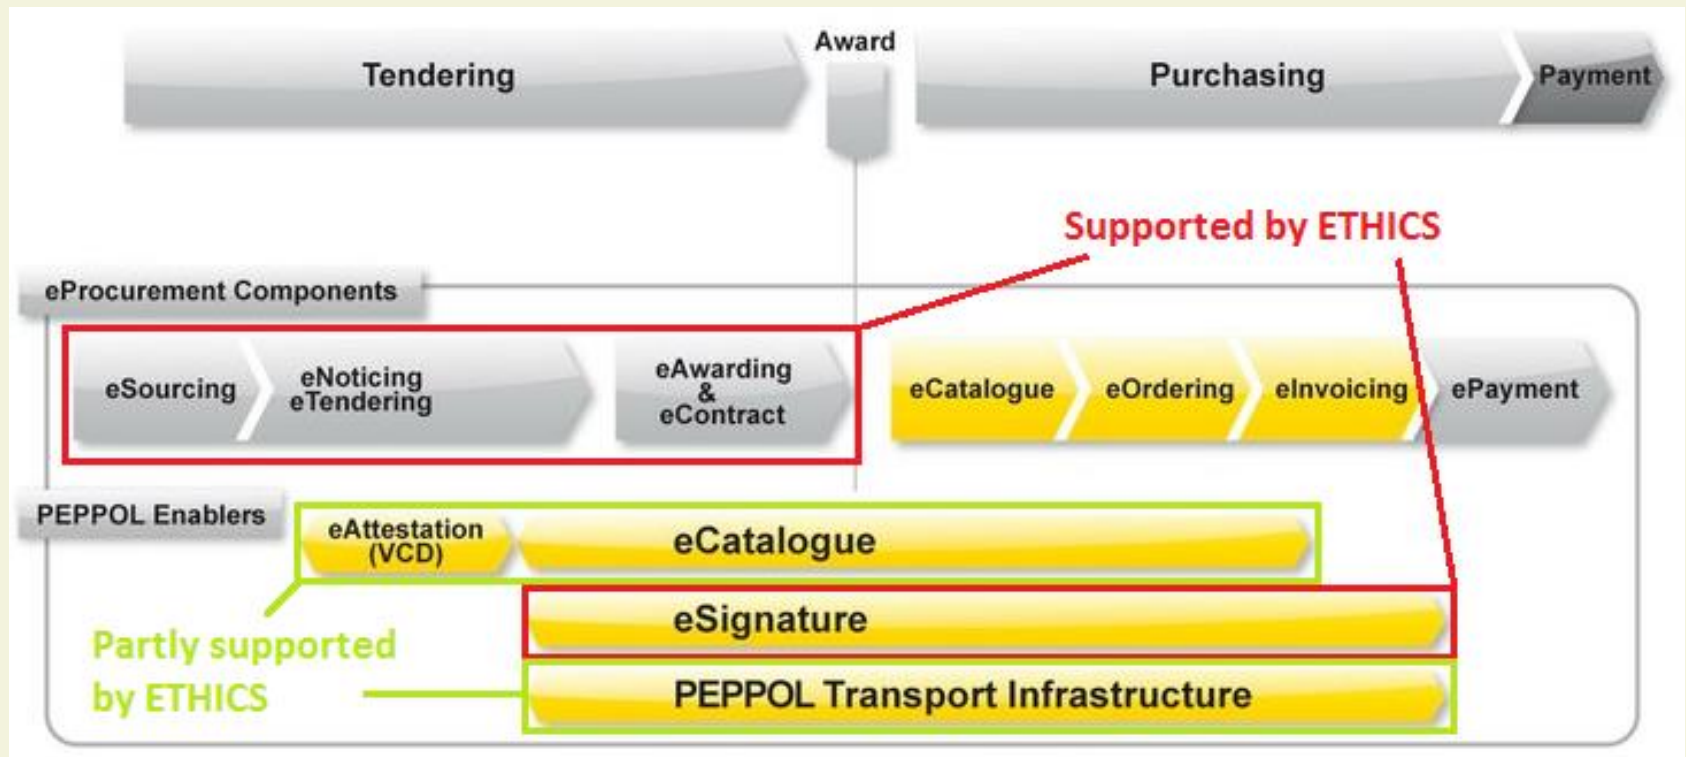 Tendering
Award
Purchasing
Payment
Supported by ETHICS
eProcurement Components
eSourcing
eNoticing
eTendering
eAwarding
&
eContract
eCatalogue
eOrdering
eInvoicing
ePayment
PEPPOL Enablers
eAttestation
(VCD)
eCatalogue
eSignature
Partly supported
by ETHICS
PEPPOL Transport Infrastructure